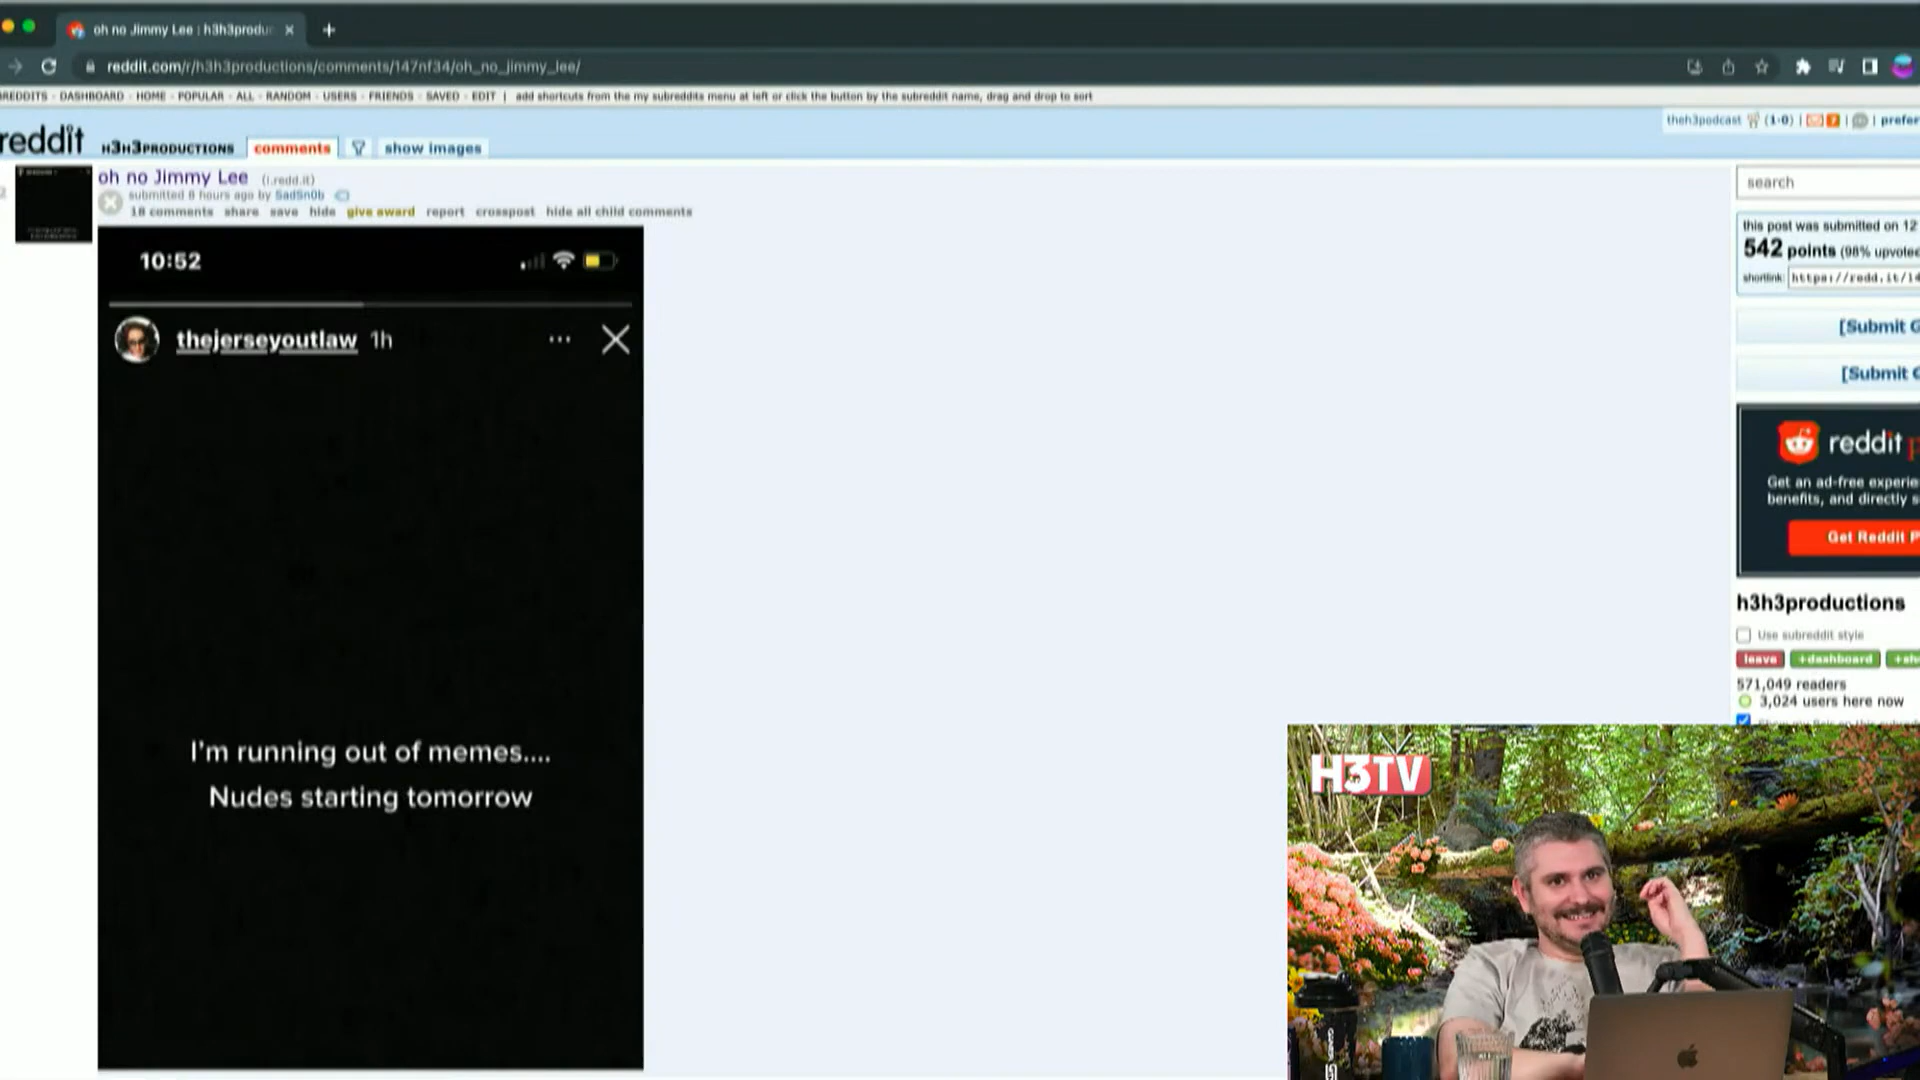 oh no Jimmy Lee : h3h3produ
reddit.com/r/h3h3productions/comments/147nf34/oh_no_jimmy_lee/
REDDITS - DASHBOARD - HOME - POPULAR - ALL - RANDOM - USERS - FRIENDS - SAVED - EDIT | add shortcuts from the my subreddits menu at left or click the button by the subreddit name, drag and drop to sort
theh3podcast (1·0) | 7 | | prefer
reddit H3H3PRODUCTIONS comments show images
oh no Jimmy Lee (i.redd.it)
submitted 8 hours ago by SadSn0b
18 comments share save hide give award report crosspost hide all child comments
10:52
thejerseyoutlaw 1h
I'm running out of memes....
Nudes starting tomorrow
search
this post was submitted on 12
542 points (98% upvoted
shortlink: https://redd.it/14
[Submit
[Submit
reddit p
Get an ad-free experie
benefits, and directly s
Get Reddit P
h3h3productions
Use subreddit style
leave +dashboard +sh
571,049 readers
3,024 users here now
H3TV